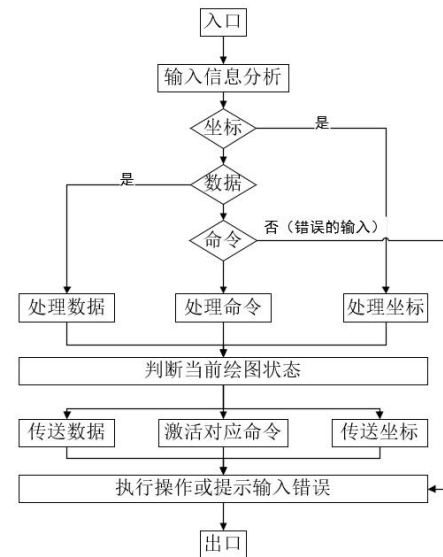 入口
输入信息分析
坐标
是
是
数据
否（错误的输入）
命令
处理数据
处理命令
处理坐标
判断当前绘图状态
传送数据
激活对应命令
传送坐标
执行操作或提示输入错误
出口